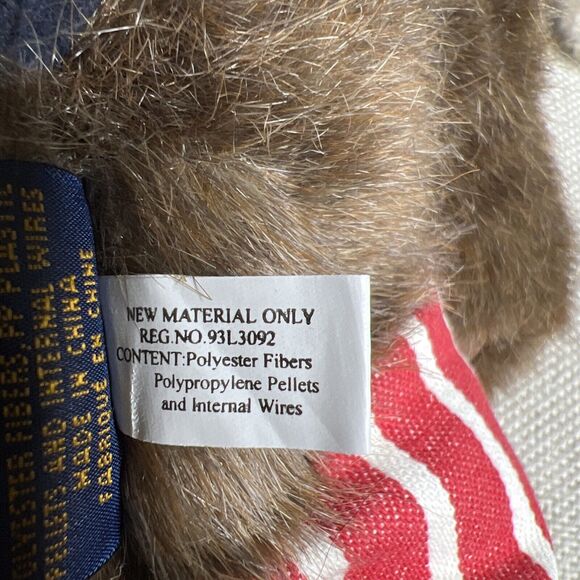 NEW MATERIAL ONLY
REG.NO.93L3092
CONTENT:Polyester Fibers
Polypropylene Pellets
and Internal Wires
LYESTER FIBERS PP PLASTIC
PELLETS AND INTERNAL WIRES
MADE IN CHINA
FABRIQUE EN CHINE